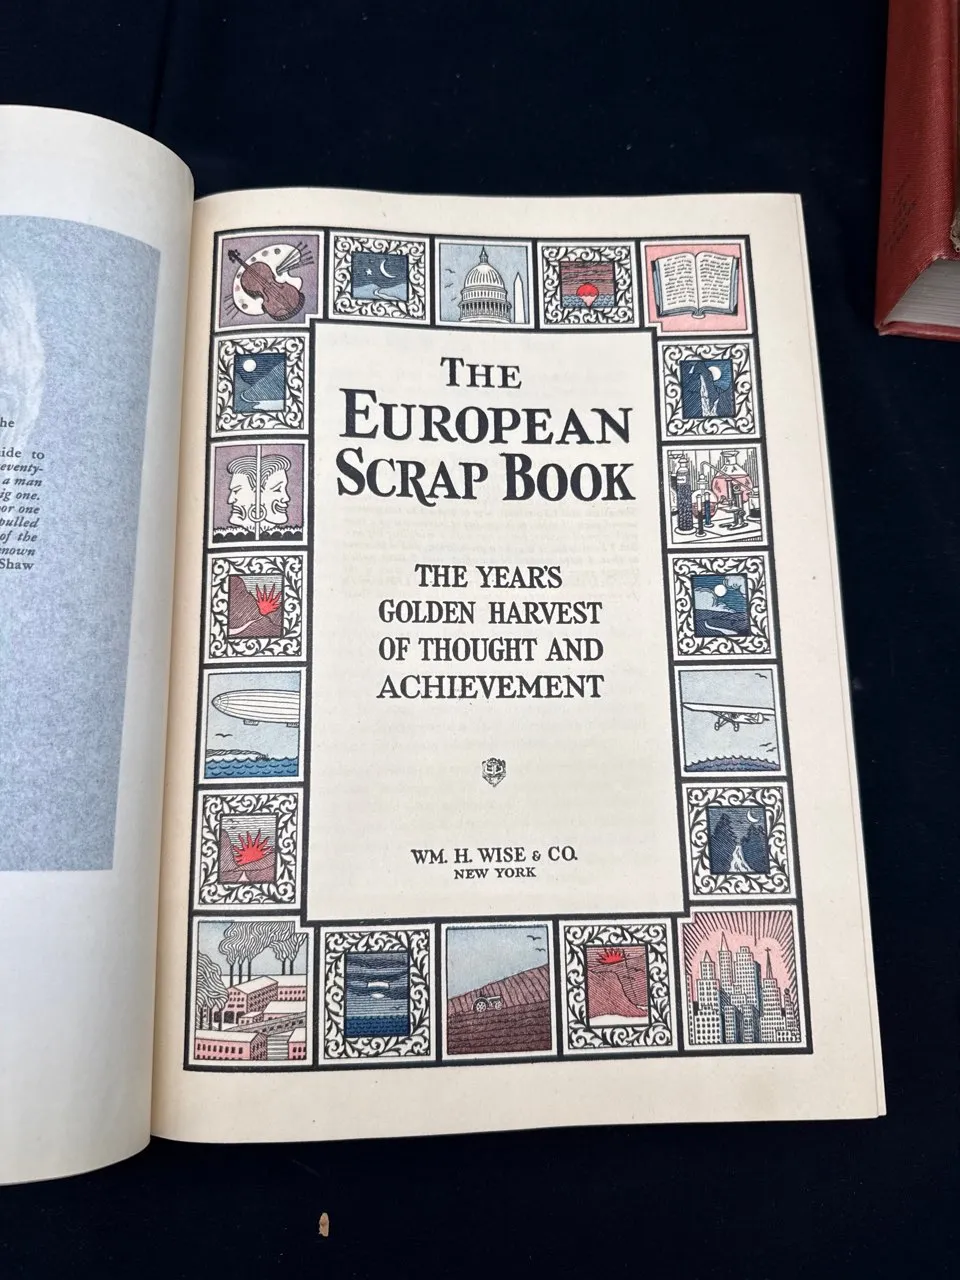 he
ide to
eventy-
a man
ig one.
or one
pulled
of the
nown
Shaw
THE
EUROPEAN
SCRAP BOOK
THE YEAR'S
GOLDEN HARVEST
OF THOUGHT AND
ACHIEVEMENT
WM. H. WISE & CO.
NEW YORK